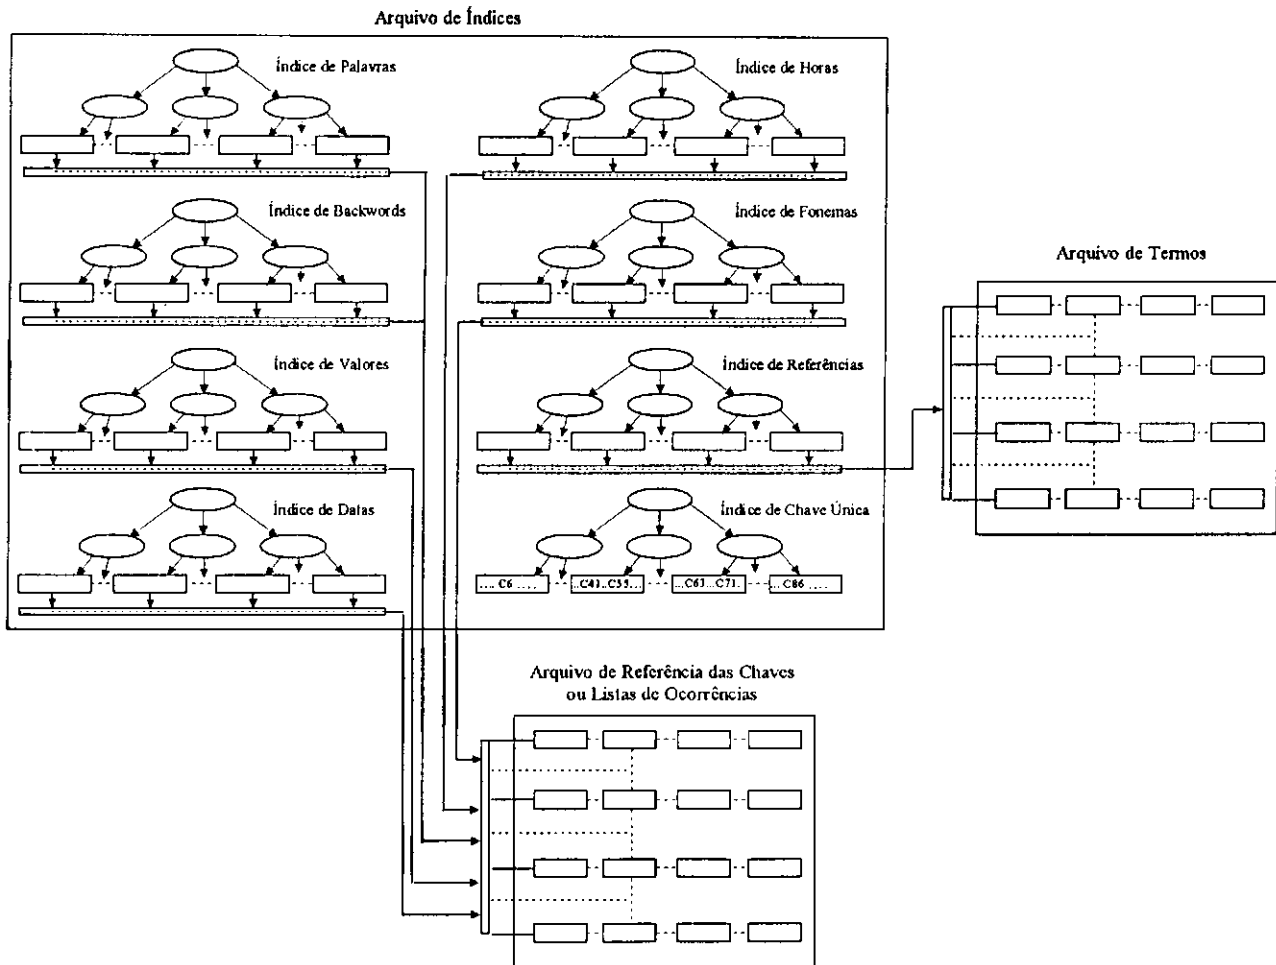 Arquivo de Índices
Índice de Palavras
Índice de Horas
Índice de Backwords
Índice de Fonemas
Arquivo de Termos
Índice de Valores
Índice de Referências
Índice de Datas
Índice de Chave Única
.... C6 .....
...C41..C55...
...C63...C71.
...C86 .....
Arquivo de Referência das Chaves
ou Listas de Ocorrências